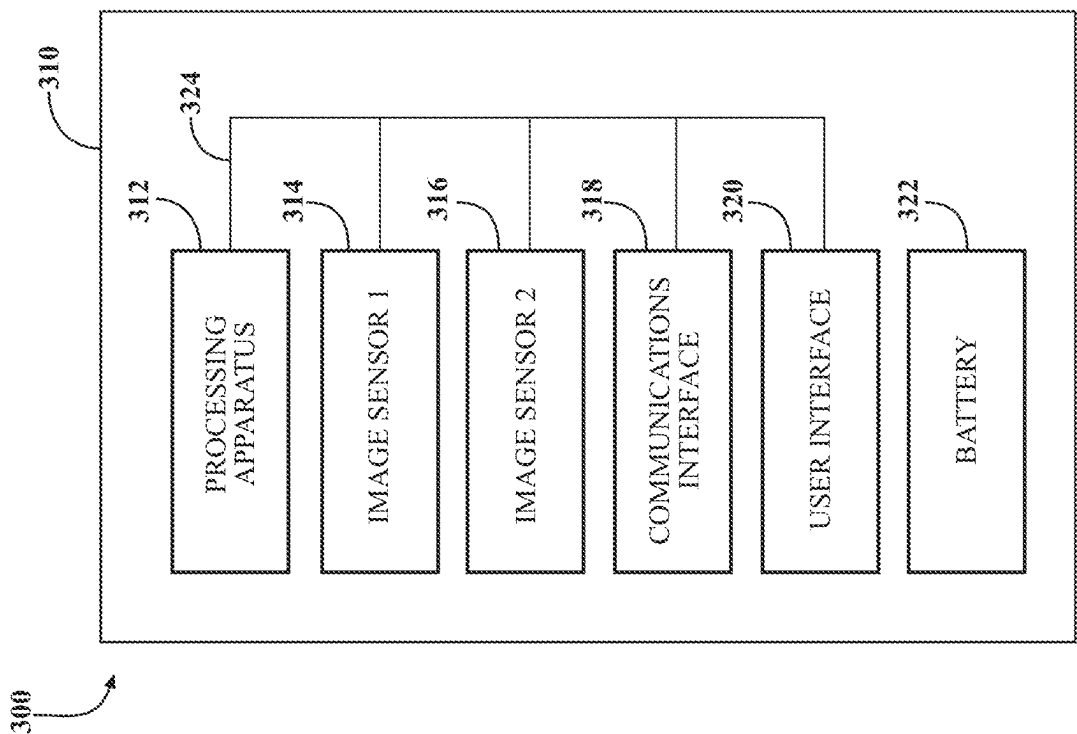 300
310
324
312
PROCESSING
APPARATUS
314
IMAGE SENSOR 1
316
IMAGE SENSOR 2
318
COMMUNICATIONS
INTERFACE
320
USER INTERFACE
322
BATTERY